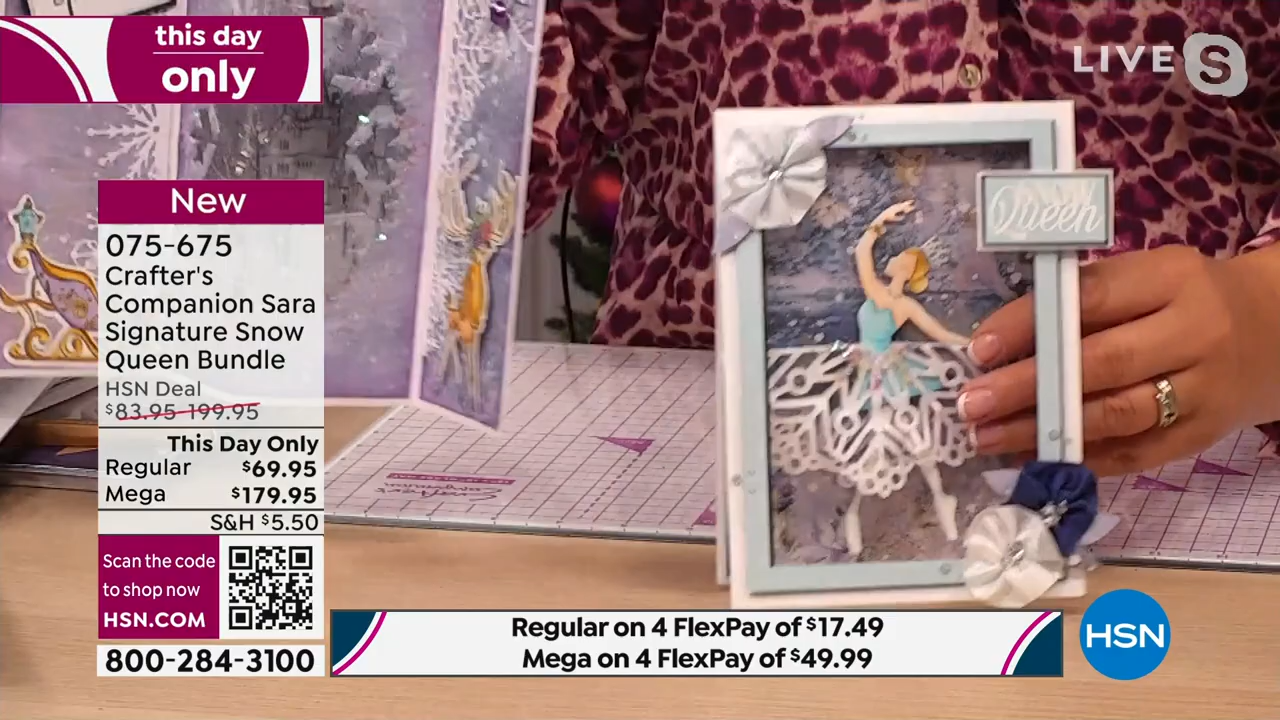 this day
only
LIVE S
New
075-675
Crafter's
Companion Sara
Signature Snow
Queen Bundle
HSN Deal
$83.95-199.95
This Day Only
Regular $69.95
Mega $179.95
S&H $5.50
Scan the code
to shop now
HSN.COM
800-284-3100
Queen
Crafter's
Companion
Regular on 4 FlexPay of $17.49
Mega on 4 FlexPay of $49.99
HSN